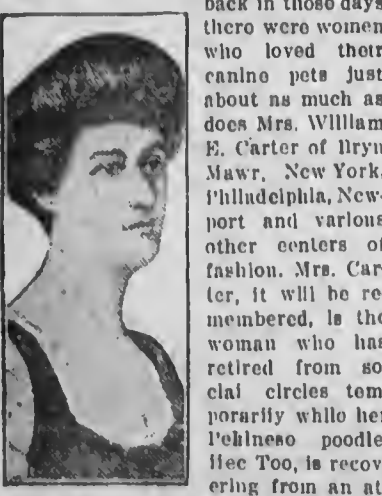 back in those days
there were women
who loved their
canine pets just
about as much as
does Mrs. William
E. Carter of Bryn
Mawr, New York,
Philadelphia, New-
port and various
other centers of
fashion. Mrs. Car
ter, it will be re
membered, is the
woman who has
retired from so
cial circles tem
porarily while her
Pekinese poodle
Hee Too, is recov
ering from an at